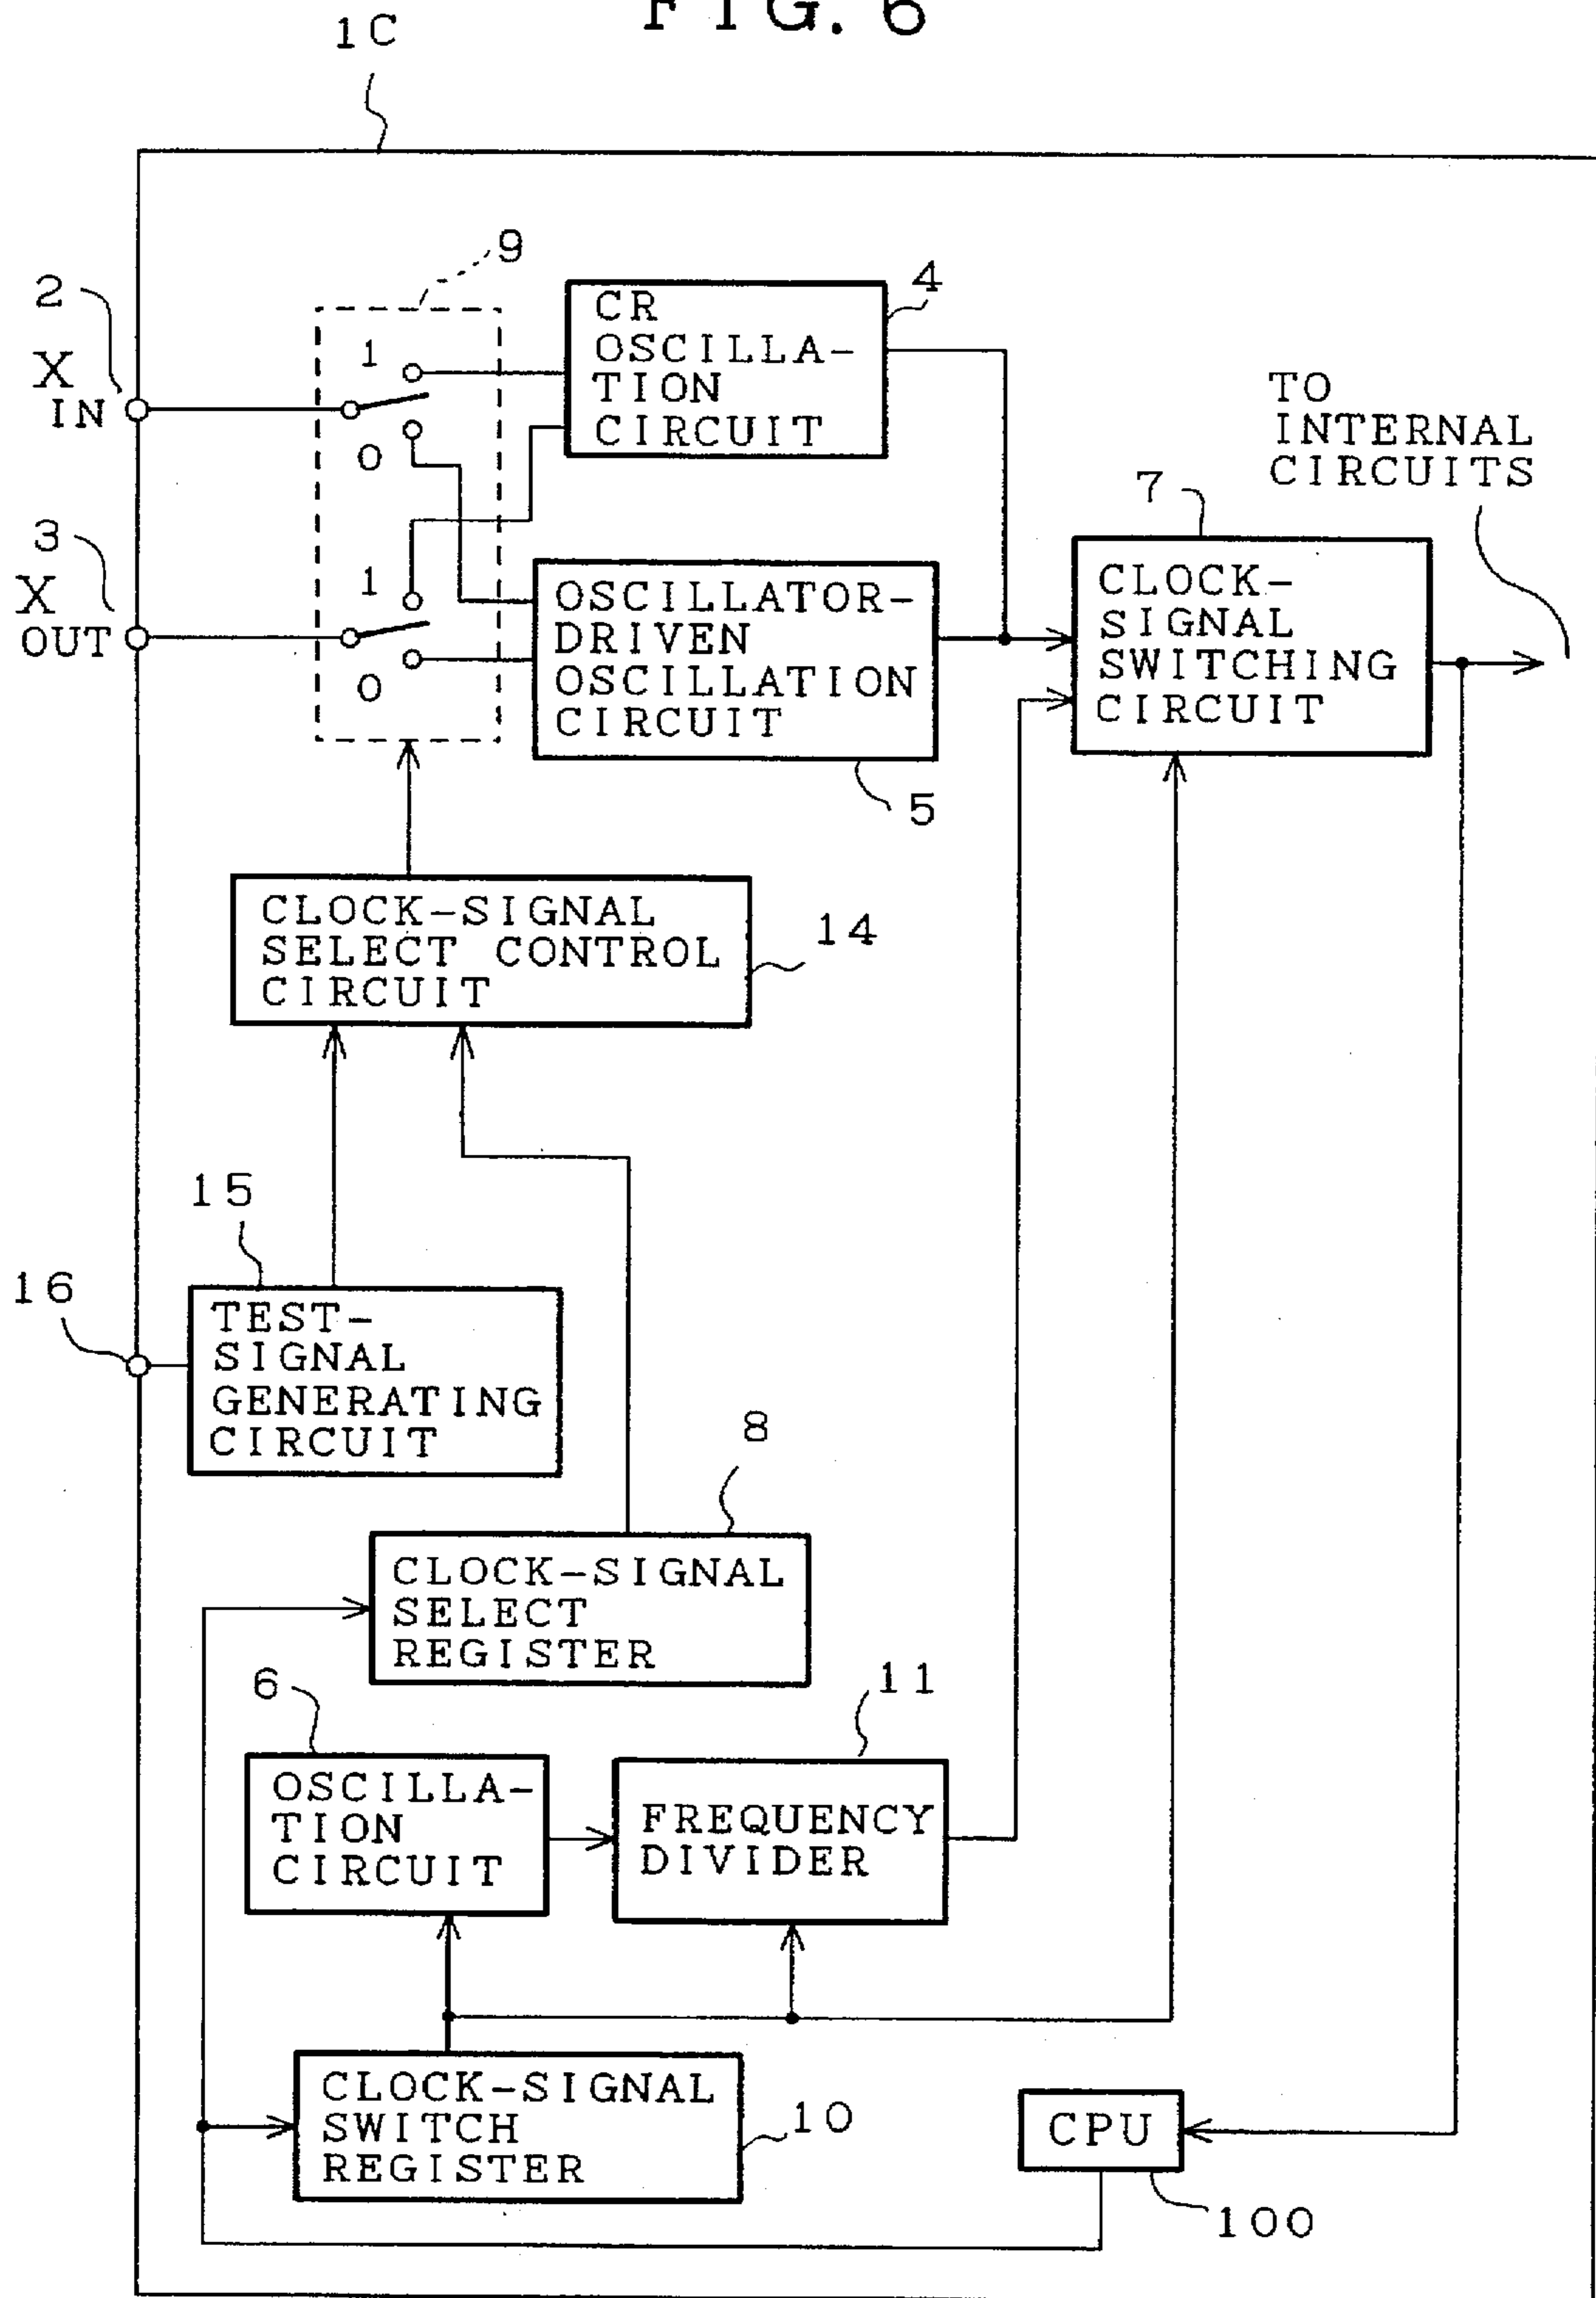 FIG. 6
1C
9
2
X
IN
1
0
CR
OSCILLA-
TION
CIRCUIT
4
TO
INTERNAL
CIRCUITS
3
X
OUT
1
0
OSCILLATOR-
DRIVEN
OSCILLATION
CIRCUIT
5
7
CLOCK-
SIGNAL
SWITCHING
CIRCUIT
CLOCK-SIGNAL
SELECT CONTROL
CIRCUIT
14
15
16
TEST-
SIGNAL
GENERATING
CIRCUIT
8
CLOCK-SIGNAL
SELECT
REGISTER
6
OSCILLA-
TION
CIRCUIT
11
FREQUENCY
DIVIDER
CLOCK-SIGNAL
SWITCH
REGISTER
10
CPU
100